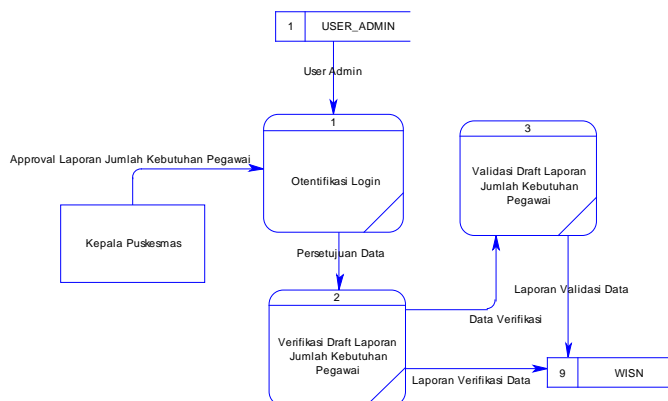 1 USER_ADMIN
User Admin
1
Otentifikasi Login
3
Validasi Draft Laporan
Jumlah Kebutuhan
Pegawai
Approval Laporan Jumlah Kebutuhan Pegawai
Kepala Puskesmas
Persetujuan Data
2
Verifikasi Draft Laporan
Jumlah Kebutuhan
Pegawai
Data Verifikasi
Laporan Validasi Data
Laporan Verifikasi Data
9 WISN